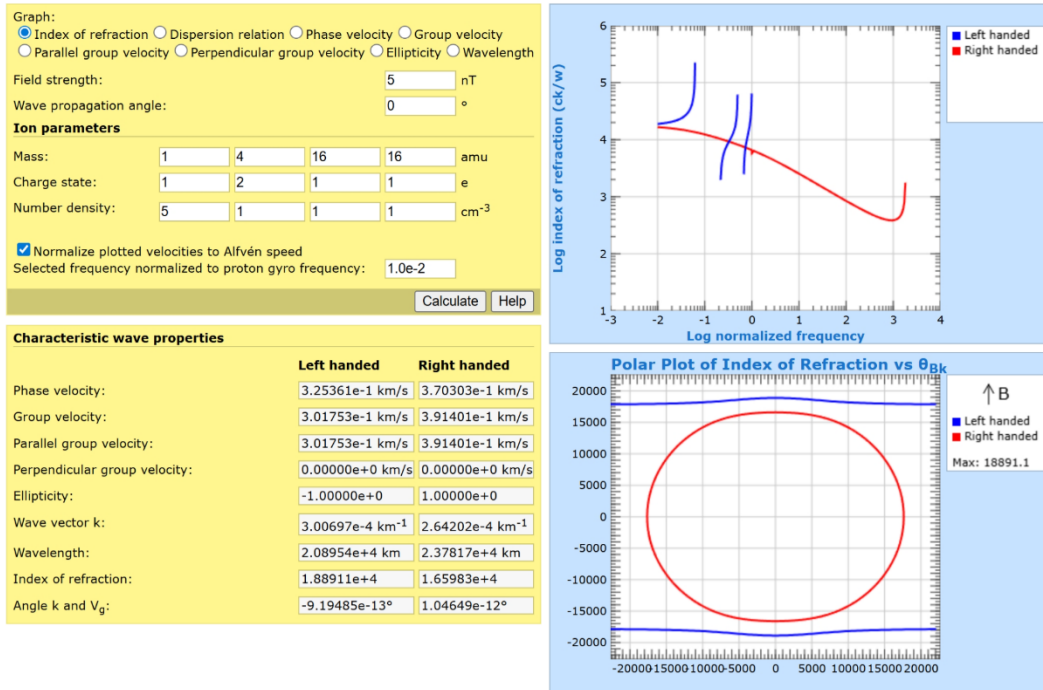 Graph:
Index of refraction Dispersion relation Phase velocity Group velocity
Parallel group velocity Perpendicular group velocity Ellipticity Wavelength
Field strength: 5 nT
Wave propagation angle: 0 °
Ion parameters
Mass: 1 4 16 16 amu
Charge state: 1 2 1 1 e
Number density: 5 1 1 1 cm-3
Normalize plotted velocities to Alfvén speed
Selected frequency normalized to proton gyro frequency: 1.0e-2
Calculate Help
Characteristic wave properties
Left handed Right handed
Phase velocity: 3.25361e-1 km/s 3.70303e-1 km/s
Group velocity: 3.01753e-1 km/s 3.91401e-1 km/s
Parallel group velocity: 3.01753e-1 km/s 3.91401e-1 km/s
Perpendicular group velocity: 0.00000e+0 km/s 0.00000e+0 km/s
Ellipticity: -1.00000e+0 1.00000e+0
Wave vector k: 3.00697e-4 km-1 2.64202e-4 km-1
Wavelength: 2.08954e+4 km 2.37817e+4 km
Index of refraction: 1.88911e+4 1.65983e+4
Angle k and Vg: -9.19485e-13° 1.04649e-12°
Log index of refraction (ck/w)
6
5
4
3
2
1
-3 -2 -1 0 1 2 3 4
Log normalized frequency
Left handed
Right handed
Polar Plot of Index of Refraction vs θBk
20000
15000
10000
5000
0
-5000
-10000
-15000
-20000
-20000 -15000 -10000 -5000 0 5000 10000 15000 20000
↑B
Left handed
Right handed
Max: 18891.1